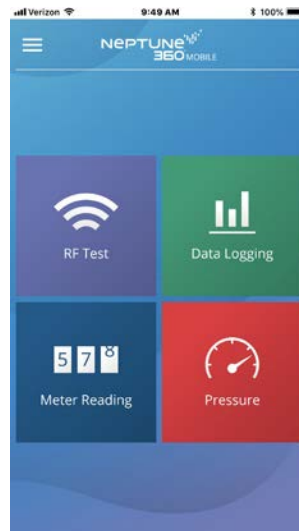 Verizon 9:49 AM 100%
NEPTUNE
360 MOBILE
RF Test
Data Logging
5 7 8
Meter Reading
Pressure